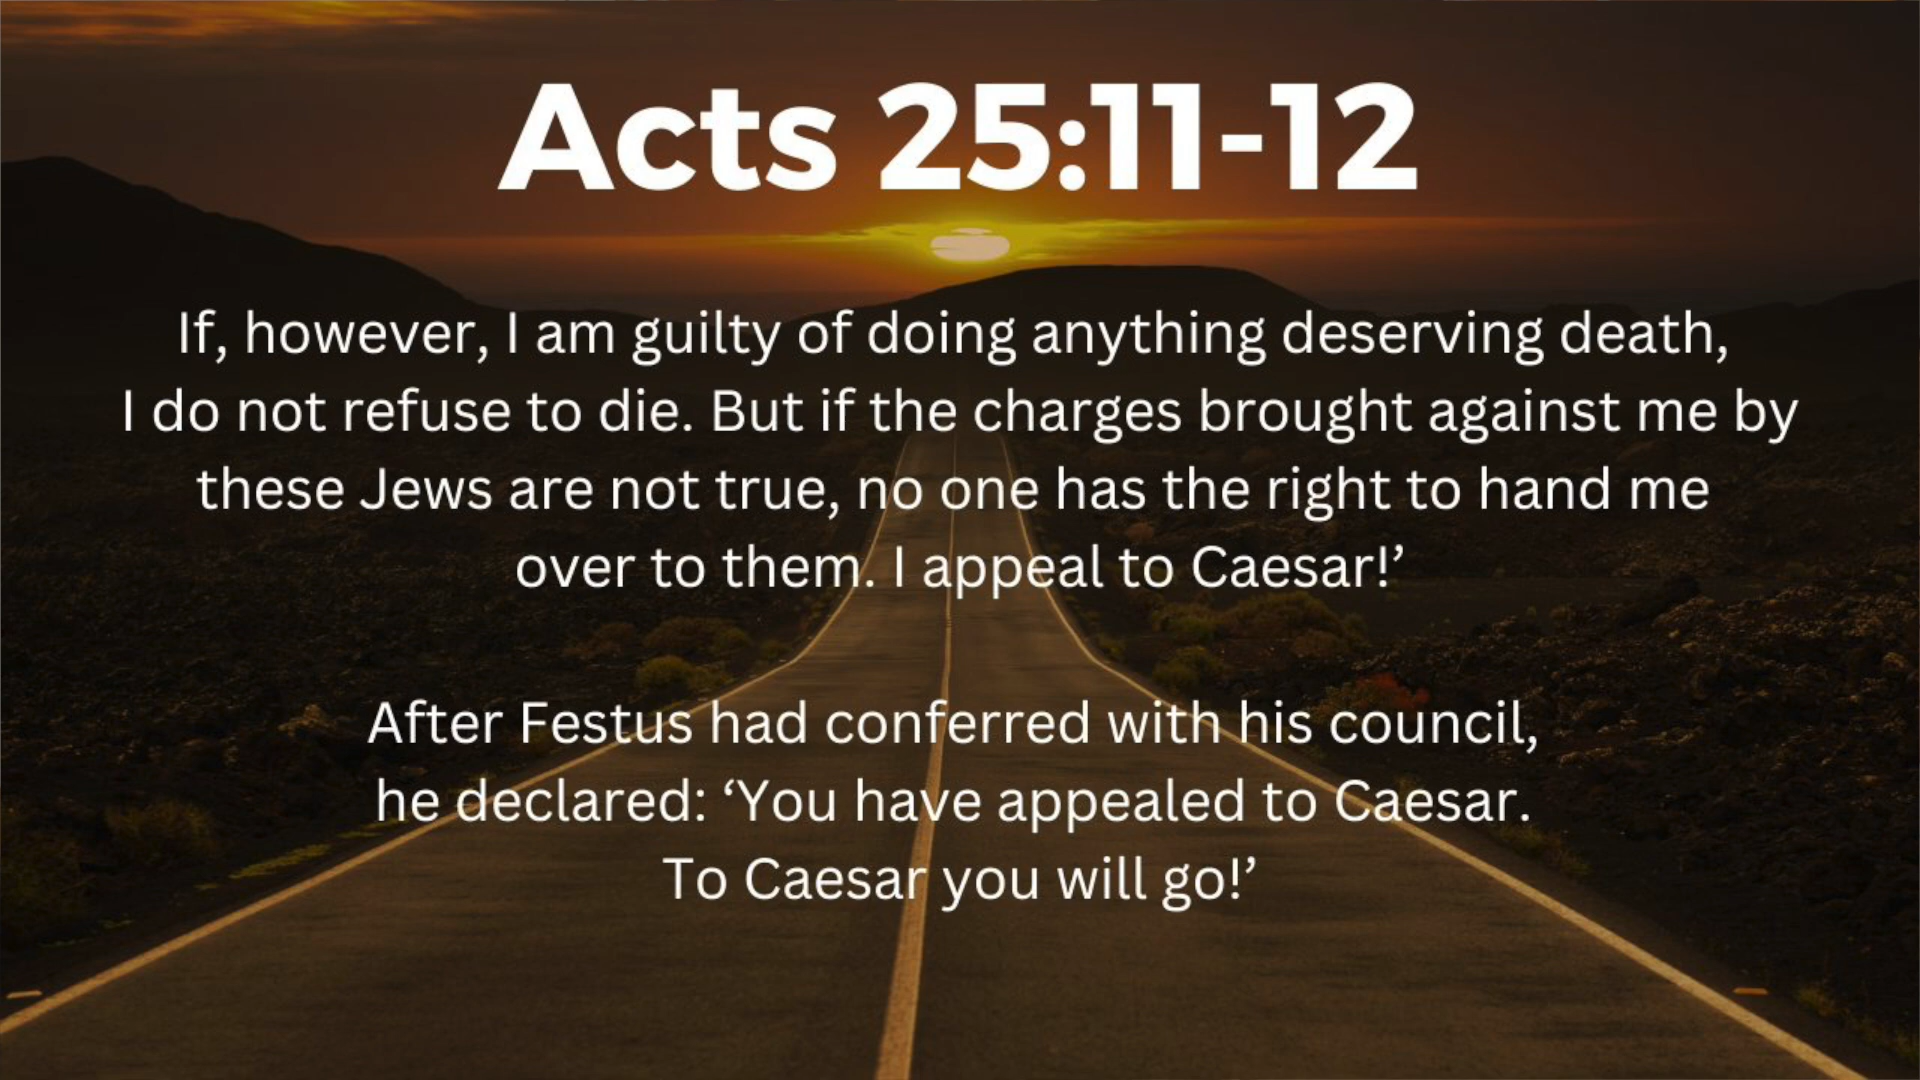 Acts 25:11-12
If, however, I am guilty of doing anything deserving death,
I do not refuse to die. But if the charges brought against me by
these Jews are not true, no one has the right to hand me
over to them. I appeal to Caesar!’
After Festus had conferred with his council,
he declared: ‘You have appealed to Caesar.
To Caesar you will go!’